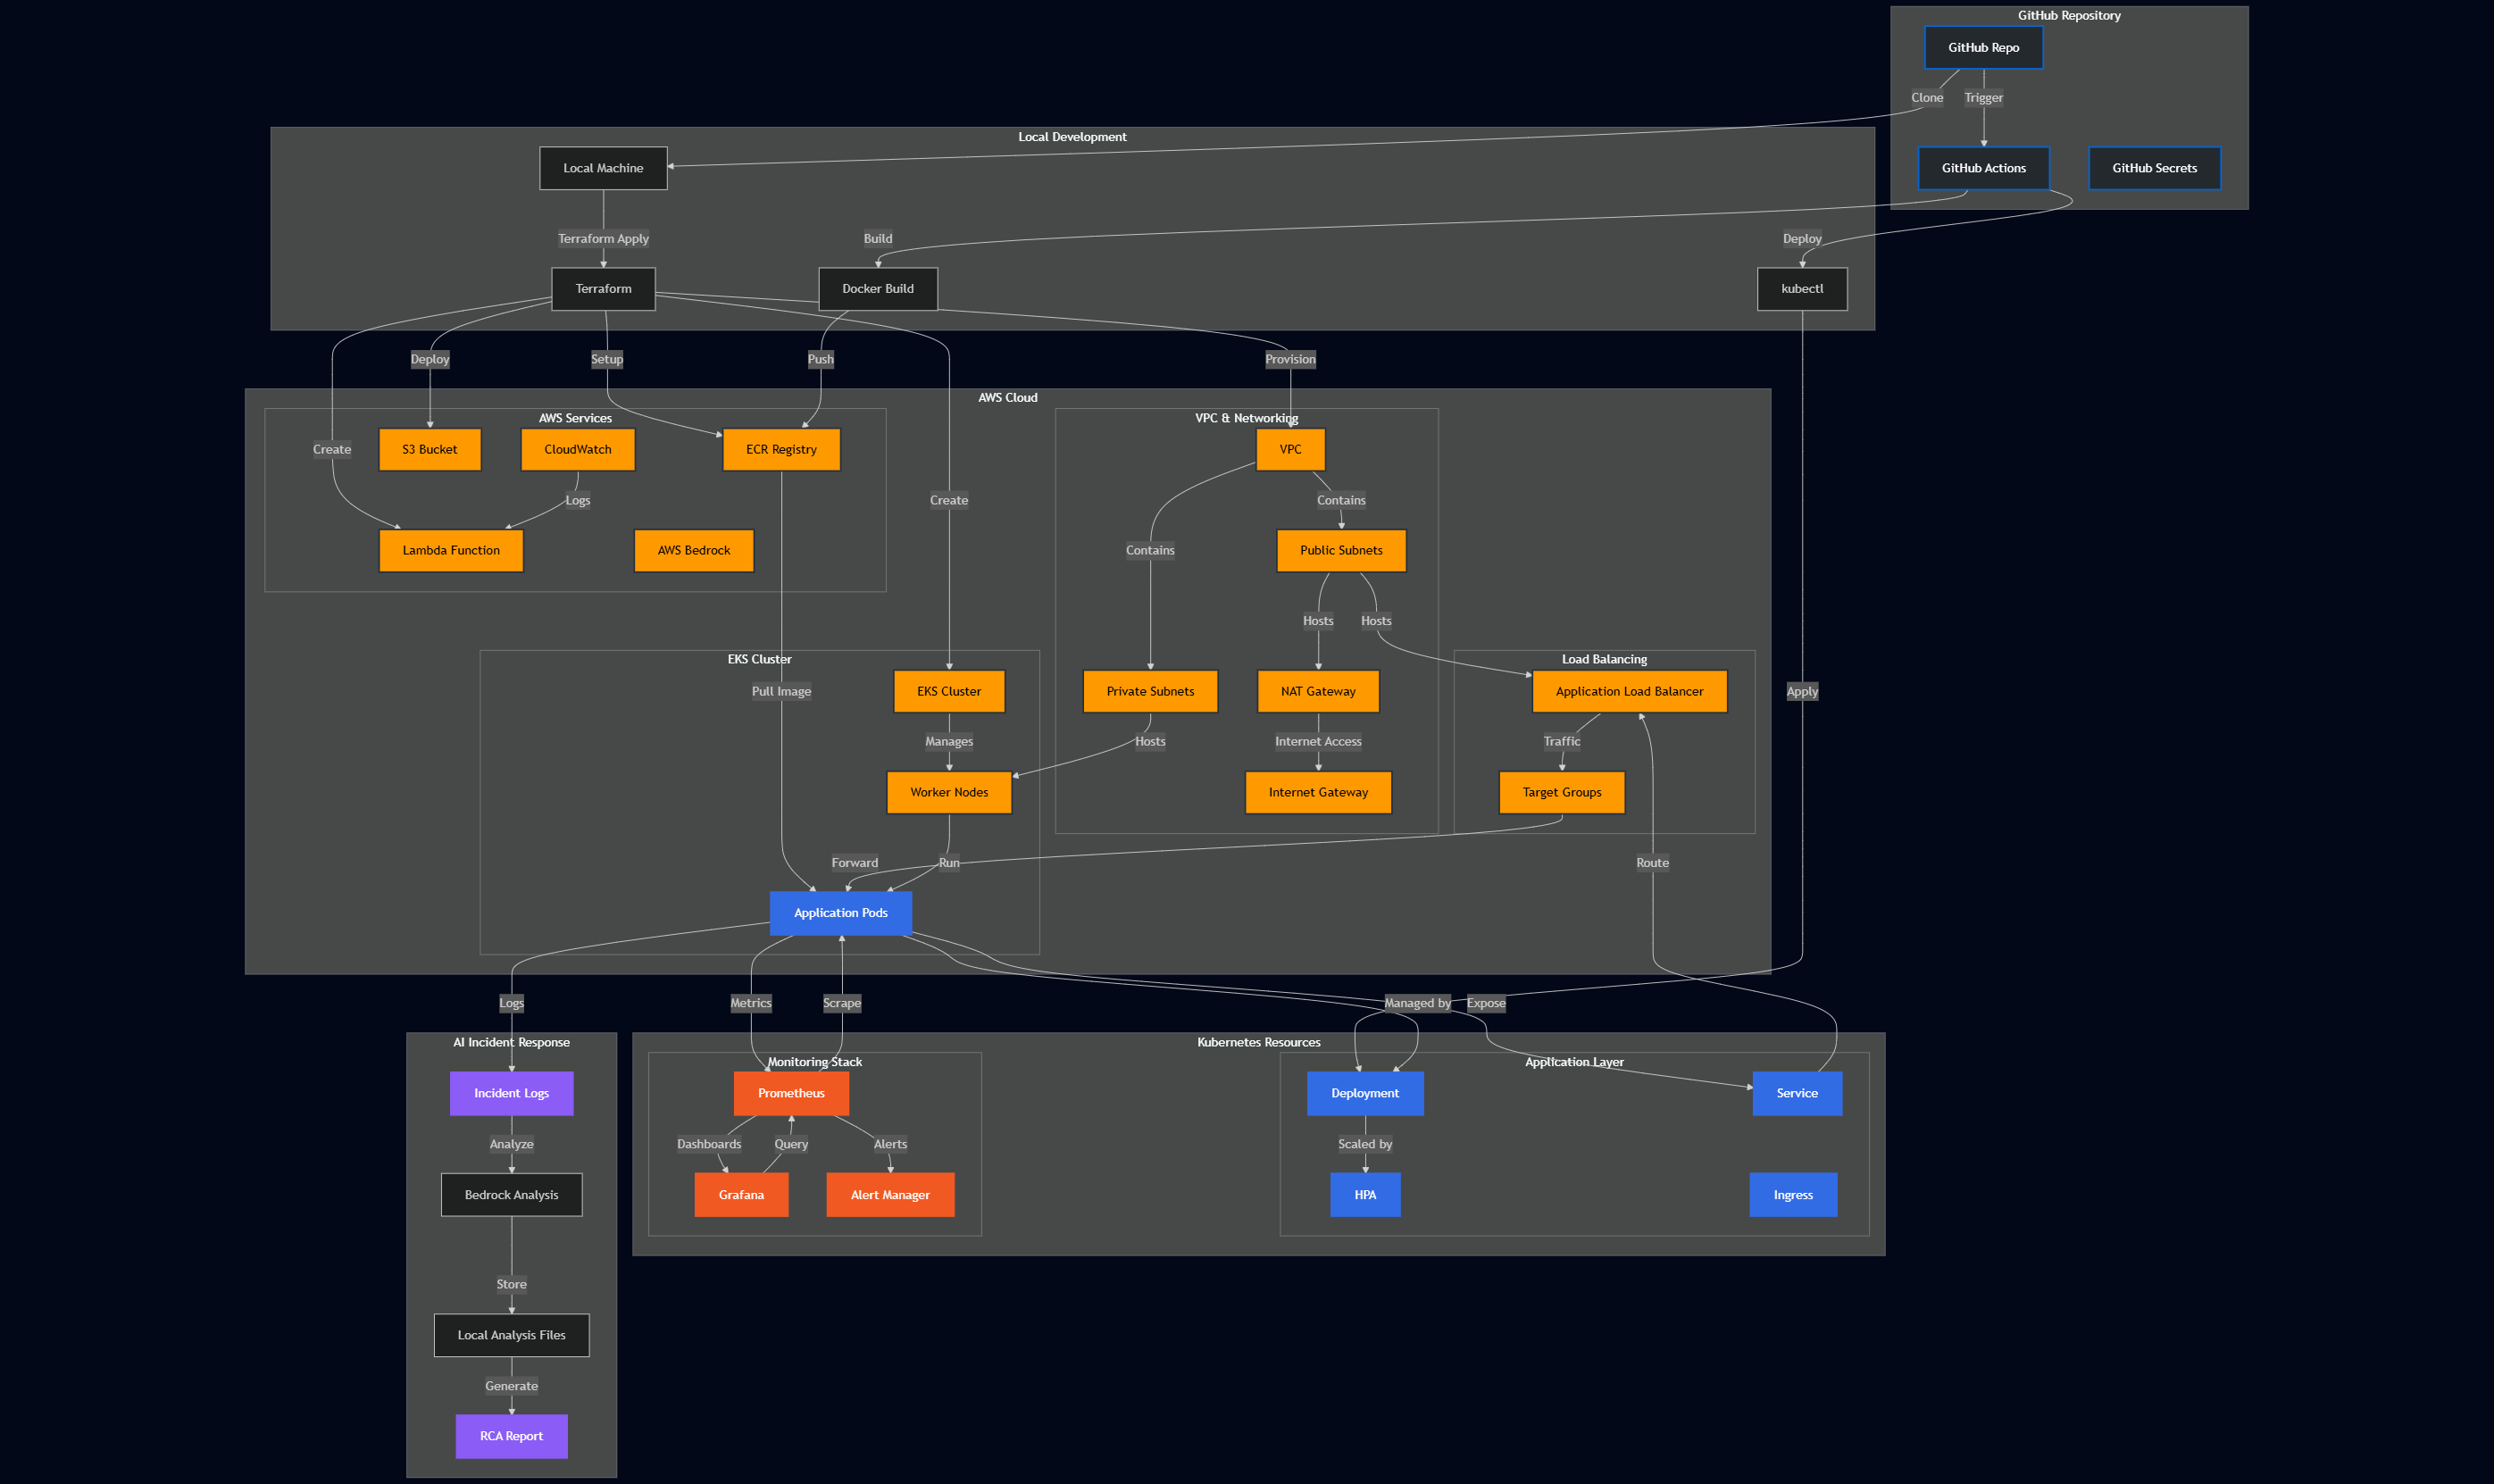 GitHub Repository
GitHub Repo
Clone
Trigger
Local Development
Local Machine
GitHub Actions
GitHub Secrets
Terraform Apply
Build
Deploy
Terraform
Docker Build
kubectl
Deploy
Setup
Push
Provision
AWS Cloud
AWS Services
VPC & Networking
S3 Bucket
CloudWatch
ECR Registry
VPC
Create
Logs
Create
Contains
Lambda Function
AWS Bedrock
Contains
Public Subnets
Hosts
Hosts
EKS Cluster
Load Balancing
Pull Image
EKS Cluster
Private Subnets
NAT Gateway
Application Load Balancer
Apply
Manages
Hosts
Internet Access
Traffic
Worker Nodes
Internet Gateway
Target Groups
Forward
Run
Route
Application Pods
Logs
Metrics
Scrape
Managed by
Expose
AI Incident Response
Kubernetes Resources
Monitoring Stack
Application Layer
Incident Logs
Prometheus
Deployment
Service
Analyze
Dashboards
Query
Alerts
Scaled by
Bedrock Analysis
Grafana
Alert Manager
HPA
Ingress
Store
Local Analysis Files
Generate
RCA Report